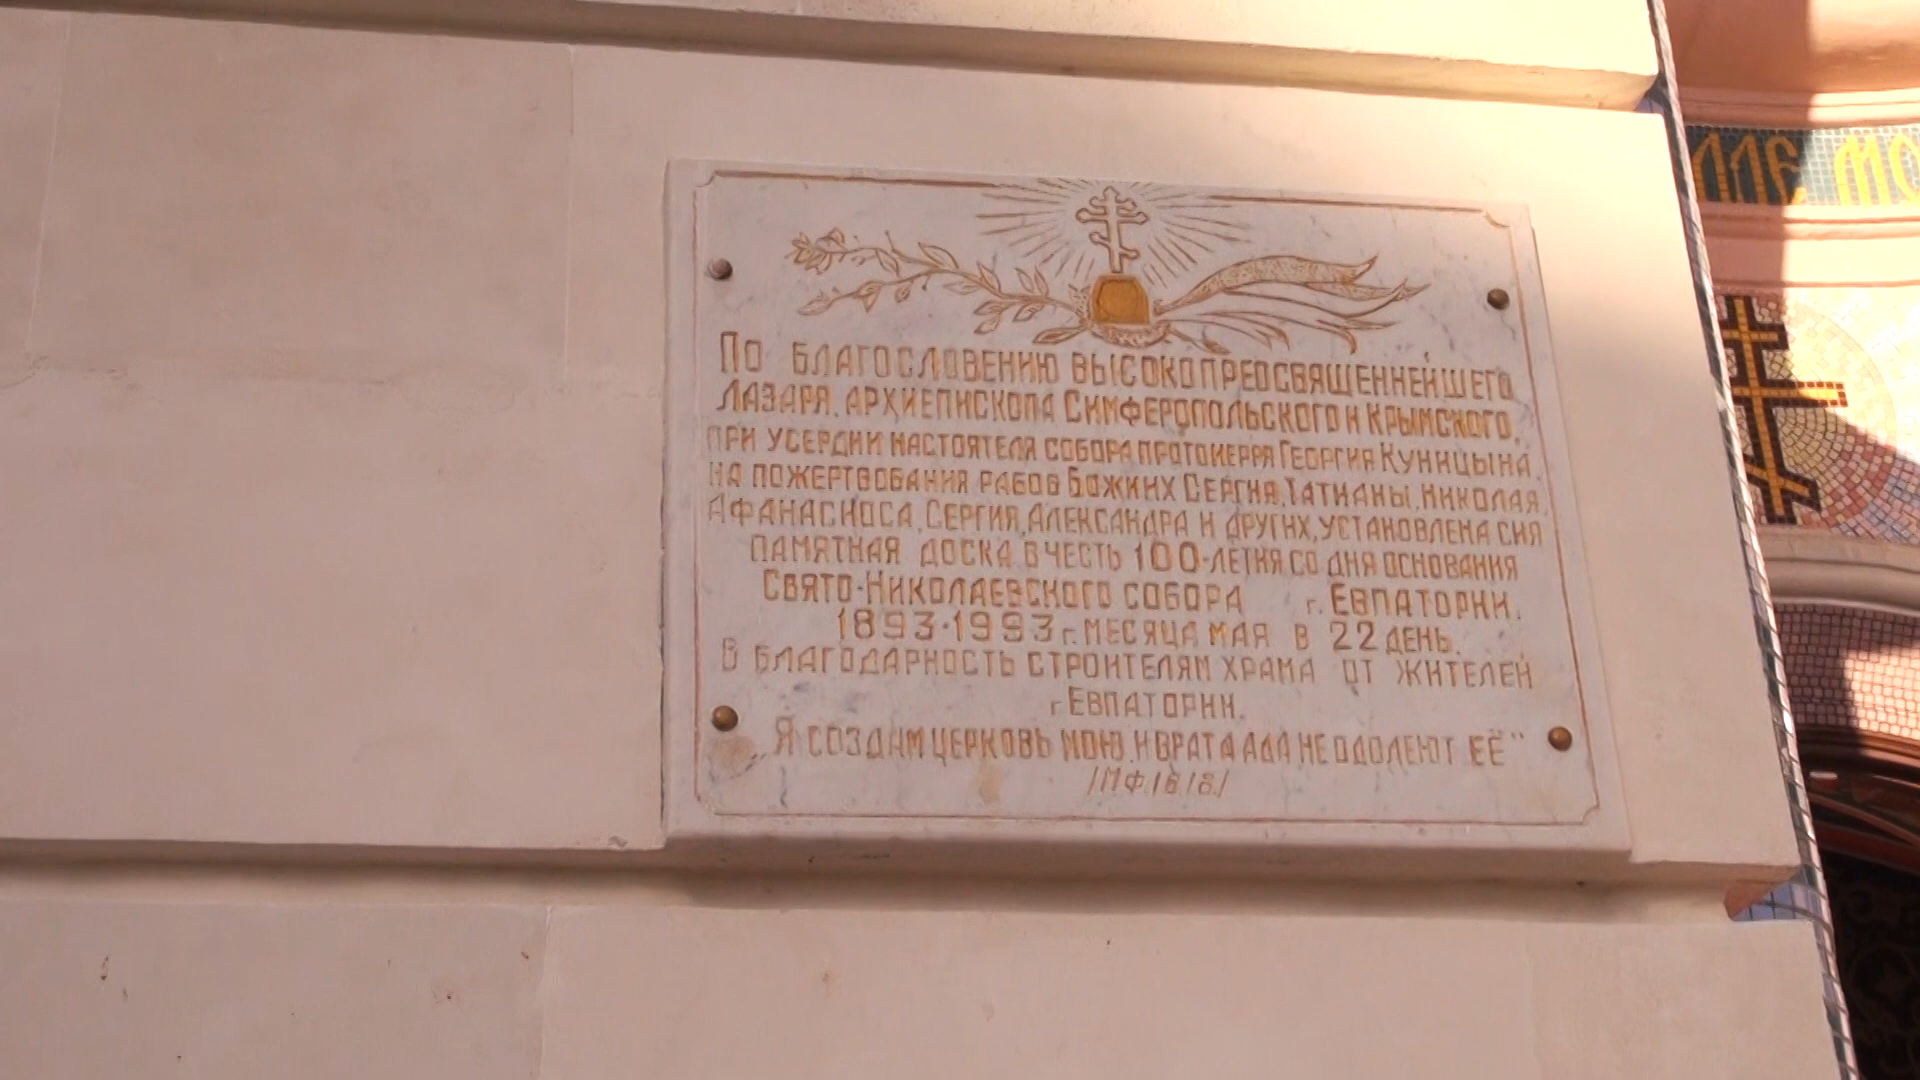 ЛЛЕ МО
По благословению высокопреосвященнейшего
Лазаря, архиепископа Симферопольского и Крымского,
при усердии настоятеля собора протоиерея Георгия Куницына,
на пожертвования рабов Божиих Сергия, Татианы, Николая,
Афанасиоса, Сергия, Александра и других, установлена сия
памятная доска в честь 100-летия со дня основания
Свято-Николаевского собора г. Евпатории.
1893-1993 г. месяца мая в 22 день.
В благодарность строителям храма от жителей
г Евпатории.
„Я создам церковь мою, и врата ада не одолеют её"
/Мф.16.18./